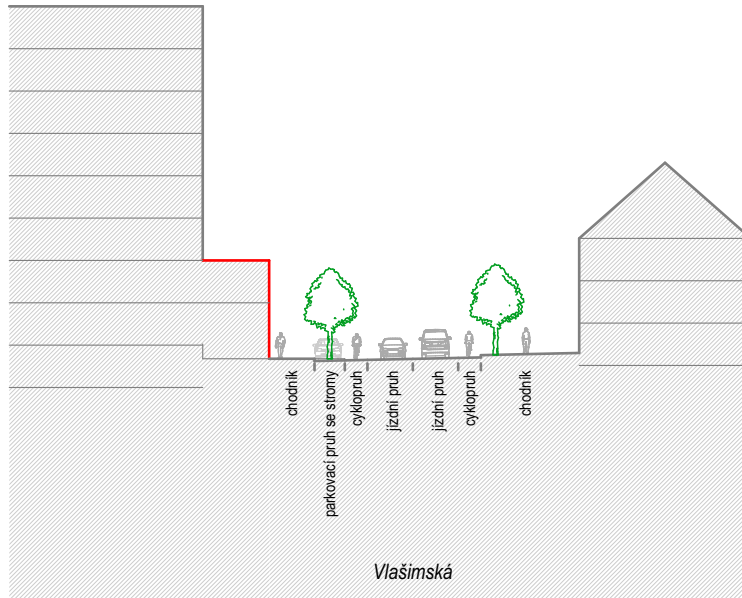 chodník
parkovací pruh se stromy
cyklopruh
jízdní pruh
jízdní pruh
cyklopruh
chodník
Vlašimská